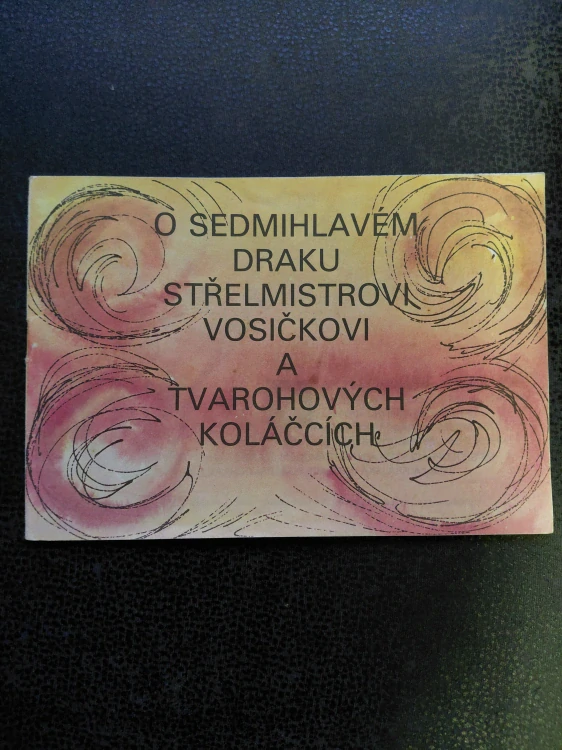 O SEDMIHLAVÉM
DRAKU
STŘELMISTROVI
VOSIČKOVI
A
TVAROHOVÝCH
KOLÁČCÍCH